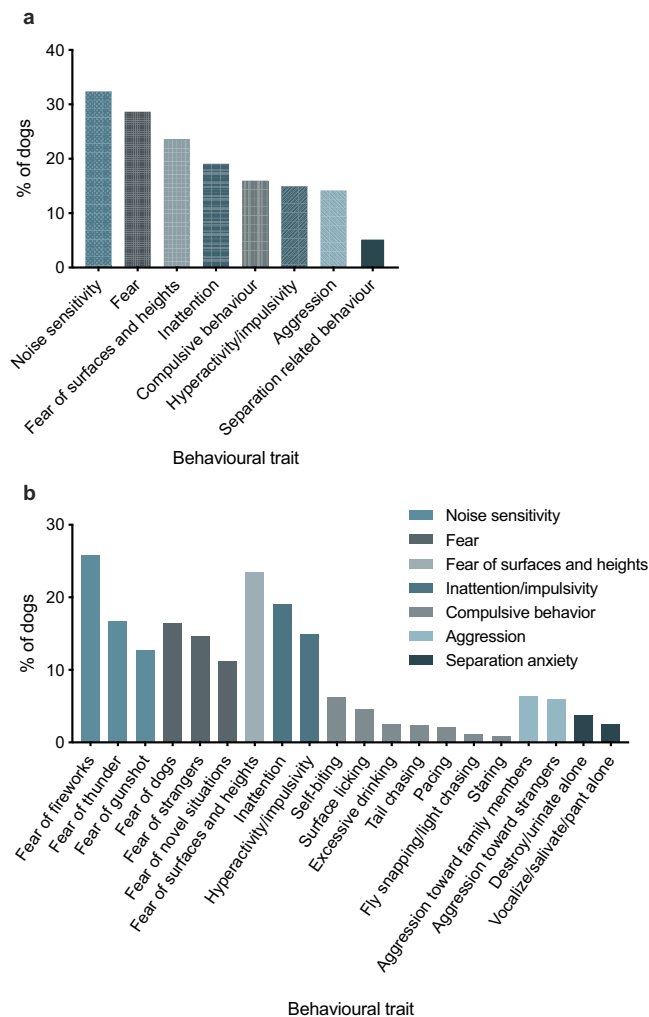 a
40
30
20
10
0
% of dogs
Noise sensitivity
Fear
Fear of surfaces and heights
Inattention
Compulsive behaviour
Hyperactivity/impulsivity
Aggression
Separation related behaviour
Behavioural trait
b
30
20
10
0
% of dogs
Noise sensitivity
Fear
Fear of surfaces and heights
Inattention/impulsivity
Compulsive behavior
Aggression
Separation anxiety
Fear of fireworks
Fear of thunder
Fear of gunshot
Fear of dogs
Fear of strangers
Fear of novel situations
Fear of surfaces and heights
Inattention
Hyperactivity/impulsivity
Self-biting
Surface licking
Excessive drinking
Tail chasing
Pacing
Fly snapping/light chasing
Staring
Aggression toward family members
Aggression toward strangers
Destroy/urinate alone
Vocalize/salivate/pant alone
Behavioural trait